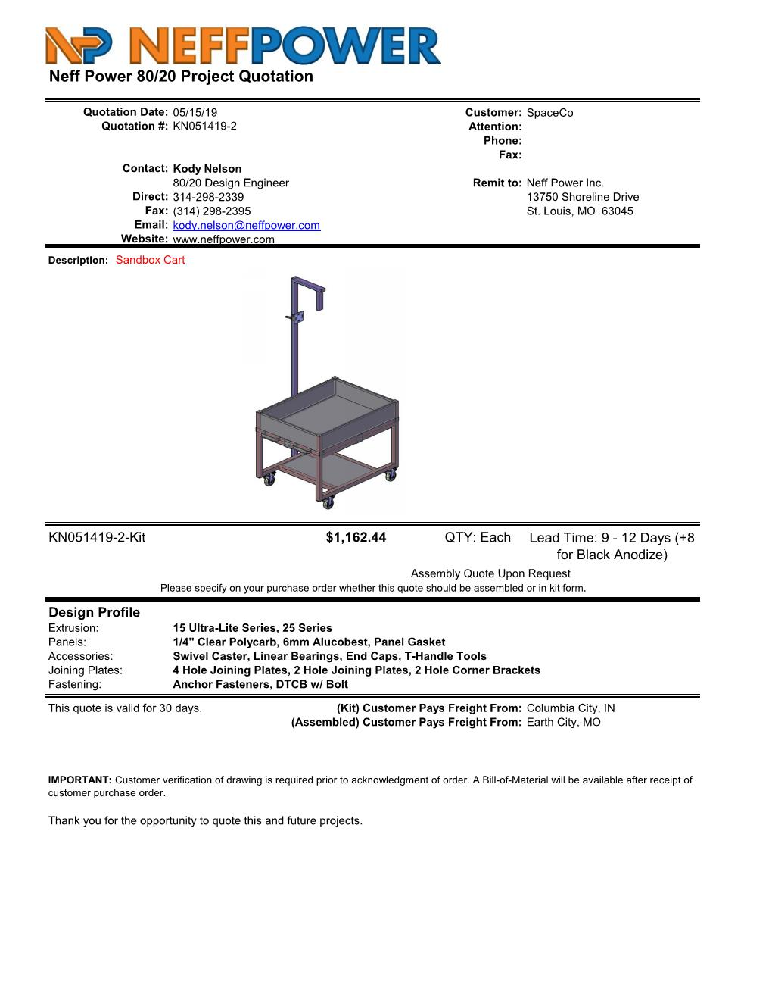 NP NEFFPOWER
Neff Power 80/20 Project Quotation
Quotation Date: 05/15/19
Quotation #: KN051419-2
Customer: SpaceCo
Attention:
Phone:
Fax:
Contact: Kody Nelson
80/20 Design Engineer
Direct: 314-298-2339
Fax: (314) 298-2395
Email: kody.nelson@neffpower.com
Website: www.neffpower.com
Remit to: Neff Power Inc.
13750 Shoreline Drive
St. Louis, MO  63045
Description: Sandbox Cart
KN051419-2-Kit $1,162.44 QTY: Each Lead Time: 9 - 12 Days (+8
for Black Anodize)
Assembly Quote Upon Request
Please specify on your purchase order whether this quote should be assembled or in kit form.
Design Profile
Extrusion: 15 Ultra-Lite Series, 25 Series
Panels: 1/4" Clear Polycarb, 6mm Alucobest, Panel Gasket
Accessories: Swivel Caster, Linear Bearings, End Caps, T-Handle Tools
Joining Plates: 4 Hole Joining Plates, 2 Hole Joining Plates, 2 Hole Corner Brackets
Fastening: Anchor Fasteners, DTCB w/ Bolt
This quote is valid for 30 days. (Kit) Customer Pays Freight From: Columbia City, IN
(Assembled) Customer Pays Freight From: Earth City, MO
IMPORTANT: Customer verification of drawing is required prior to acknowledgment of order. A Bill-of-Material will be available after receipt of
customer purchase order.
Thank you for the opportunity to quote this and future projects.